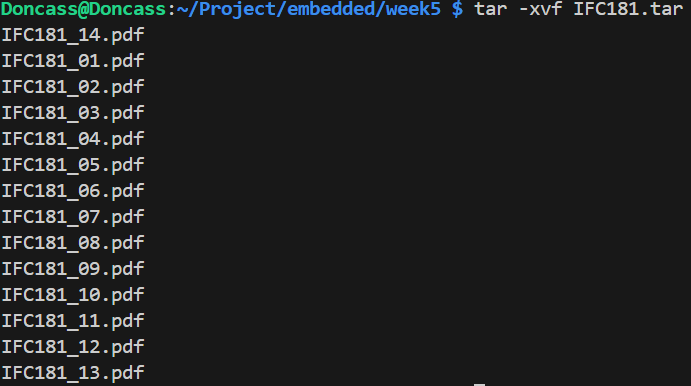 Doncass@Doncass:~/Project/embedded/week5 $ tar -xvf IFC181.tar
IFC181_14.pdf
IFC181_01.pdf
IFC181_02.pdf
IFC181_03.pdf
IFC181_04.pdf
IFC181_05.pdf
IFC181_06.pdf
IFC181_07.pdf
IFC181_08.pdf
IFC181_09.pdf
IFC181_10.pdf
IFC181_11.pdf
IFC181_12.pdf
IFC181_13.pdf